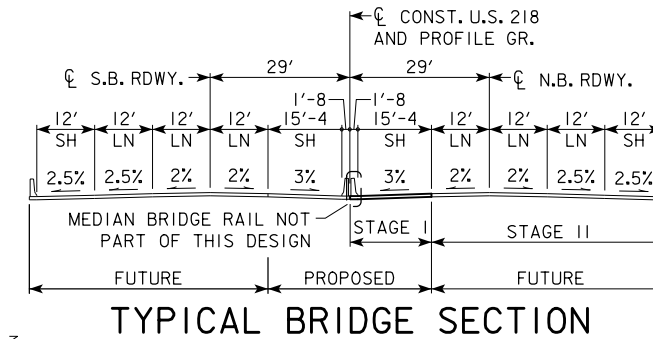 ℄ CONST. U.S. 218
AND PROFILE GR.
29' 29'
℄ S.B. RDWY. ℄ N.B. RDWY.
1'-8 1'-8
12' 12' 12' 12' 15'-4 15'-4 12' 12' 12' 12'
SH LN LN LN SH SH LN LN LN SH
2.5% 2.5% 2% 2% 3% 3% 2% 2% 2.5% 2.5%
MEDIAN BRIDGE RAIL NOT
PART OF THIS DESIGN
STAGE I STAGE II
FUTURE PROPOSED FUTURE
TYPICAL BRIDGE SECTION